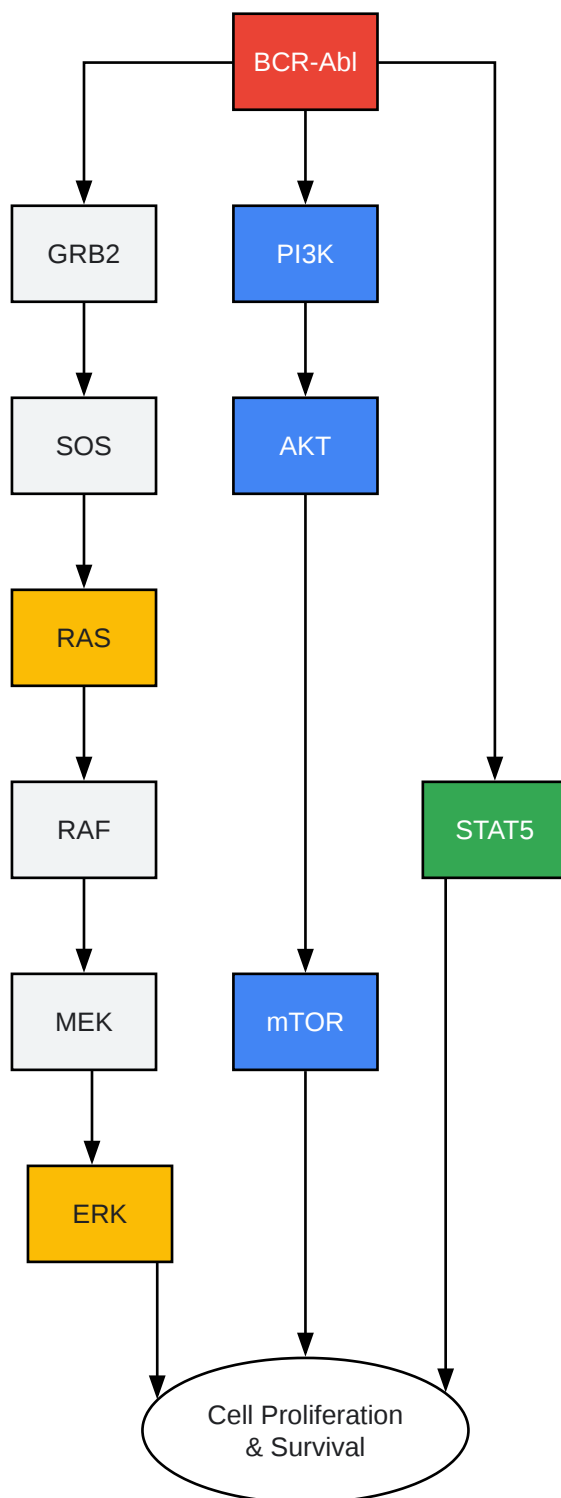 BCR-Abl
GRB2
PI3K
SOS
AKT
RAS
RAF
STAT5
MEK
mTOR
ERK
Cell Proliferation
& Survival